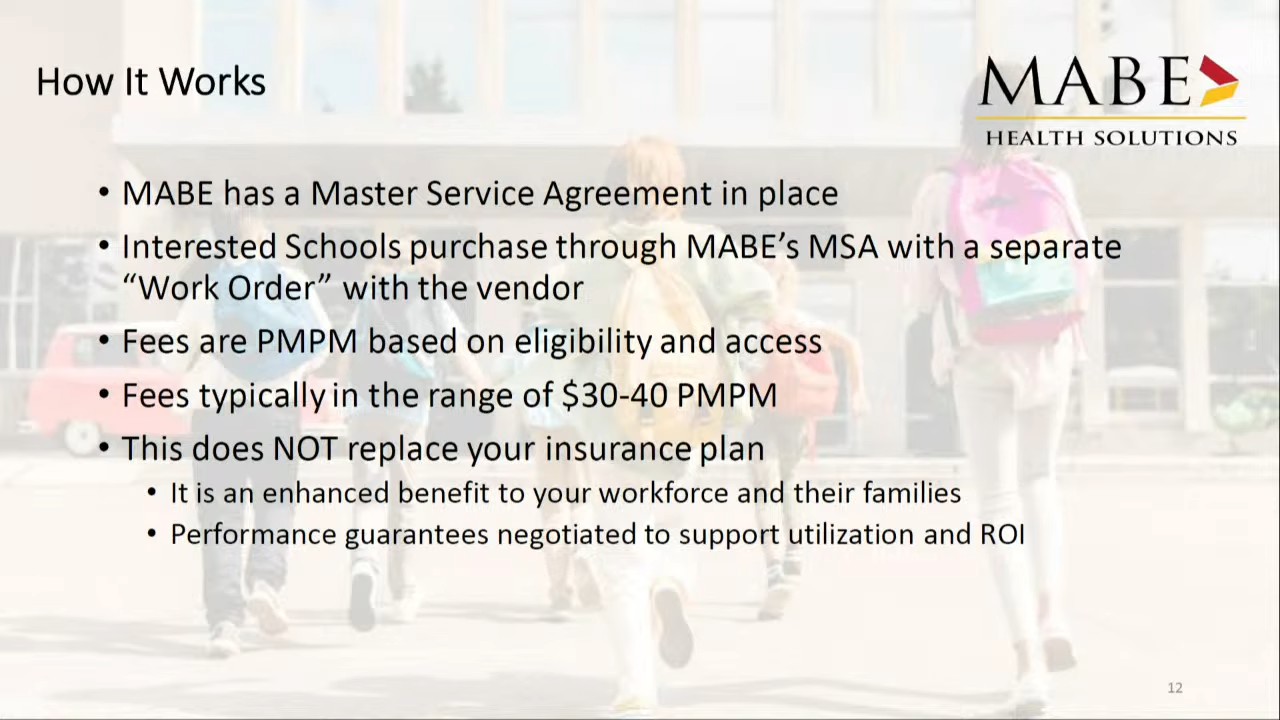 How It Works
MABE
HEALTH SOLUTIONS
• MABE has a Master Service Agreement in place
• Interested Schools purchase through MABE’s MSA with a separate
“Work Order” with the vendor
• Fees are PMPM based on eligibility and access
• Fees typically in the range of $30-40 PMPM
• This does NOT replace your insurance plan
• It is an enhanced benefit to your workforce and their families
• Performance guarantees negotiated to support utilization and ROI
12